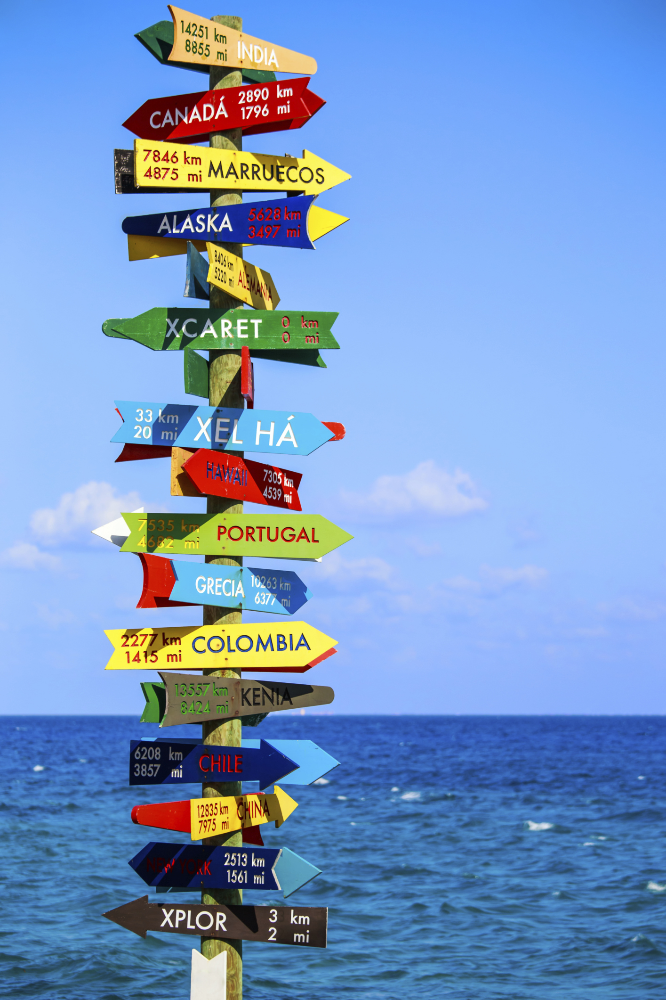 14251 km
8855 mi
INDIA
CANADÁ
2890 km
1796 mi
7846 km
4875 mi
MARRUECOS
ALASKA
5628 km
3497 mi
8406 km
5220 mi
ALEMANIA
XCARET
0 km
0 mi
33 km
20 mi
XEL HÁ
HAWAII
7305 km
4539 mi
7535 km
4682 mi
PORTUGAL
GRECIA
10263 km
6377 mi
2277 km
1415 mi
COLOMBIA
13557 km
8424 mi
KENIA
6208 km
3857 mi
CHILE
12835 km
7975 mi
CHINA
NEW YORK
2513 km
1561 mi
XPLOR
3 km
2 mi